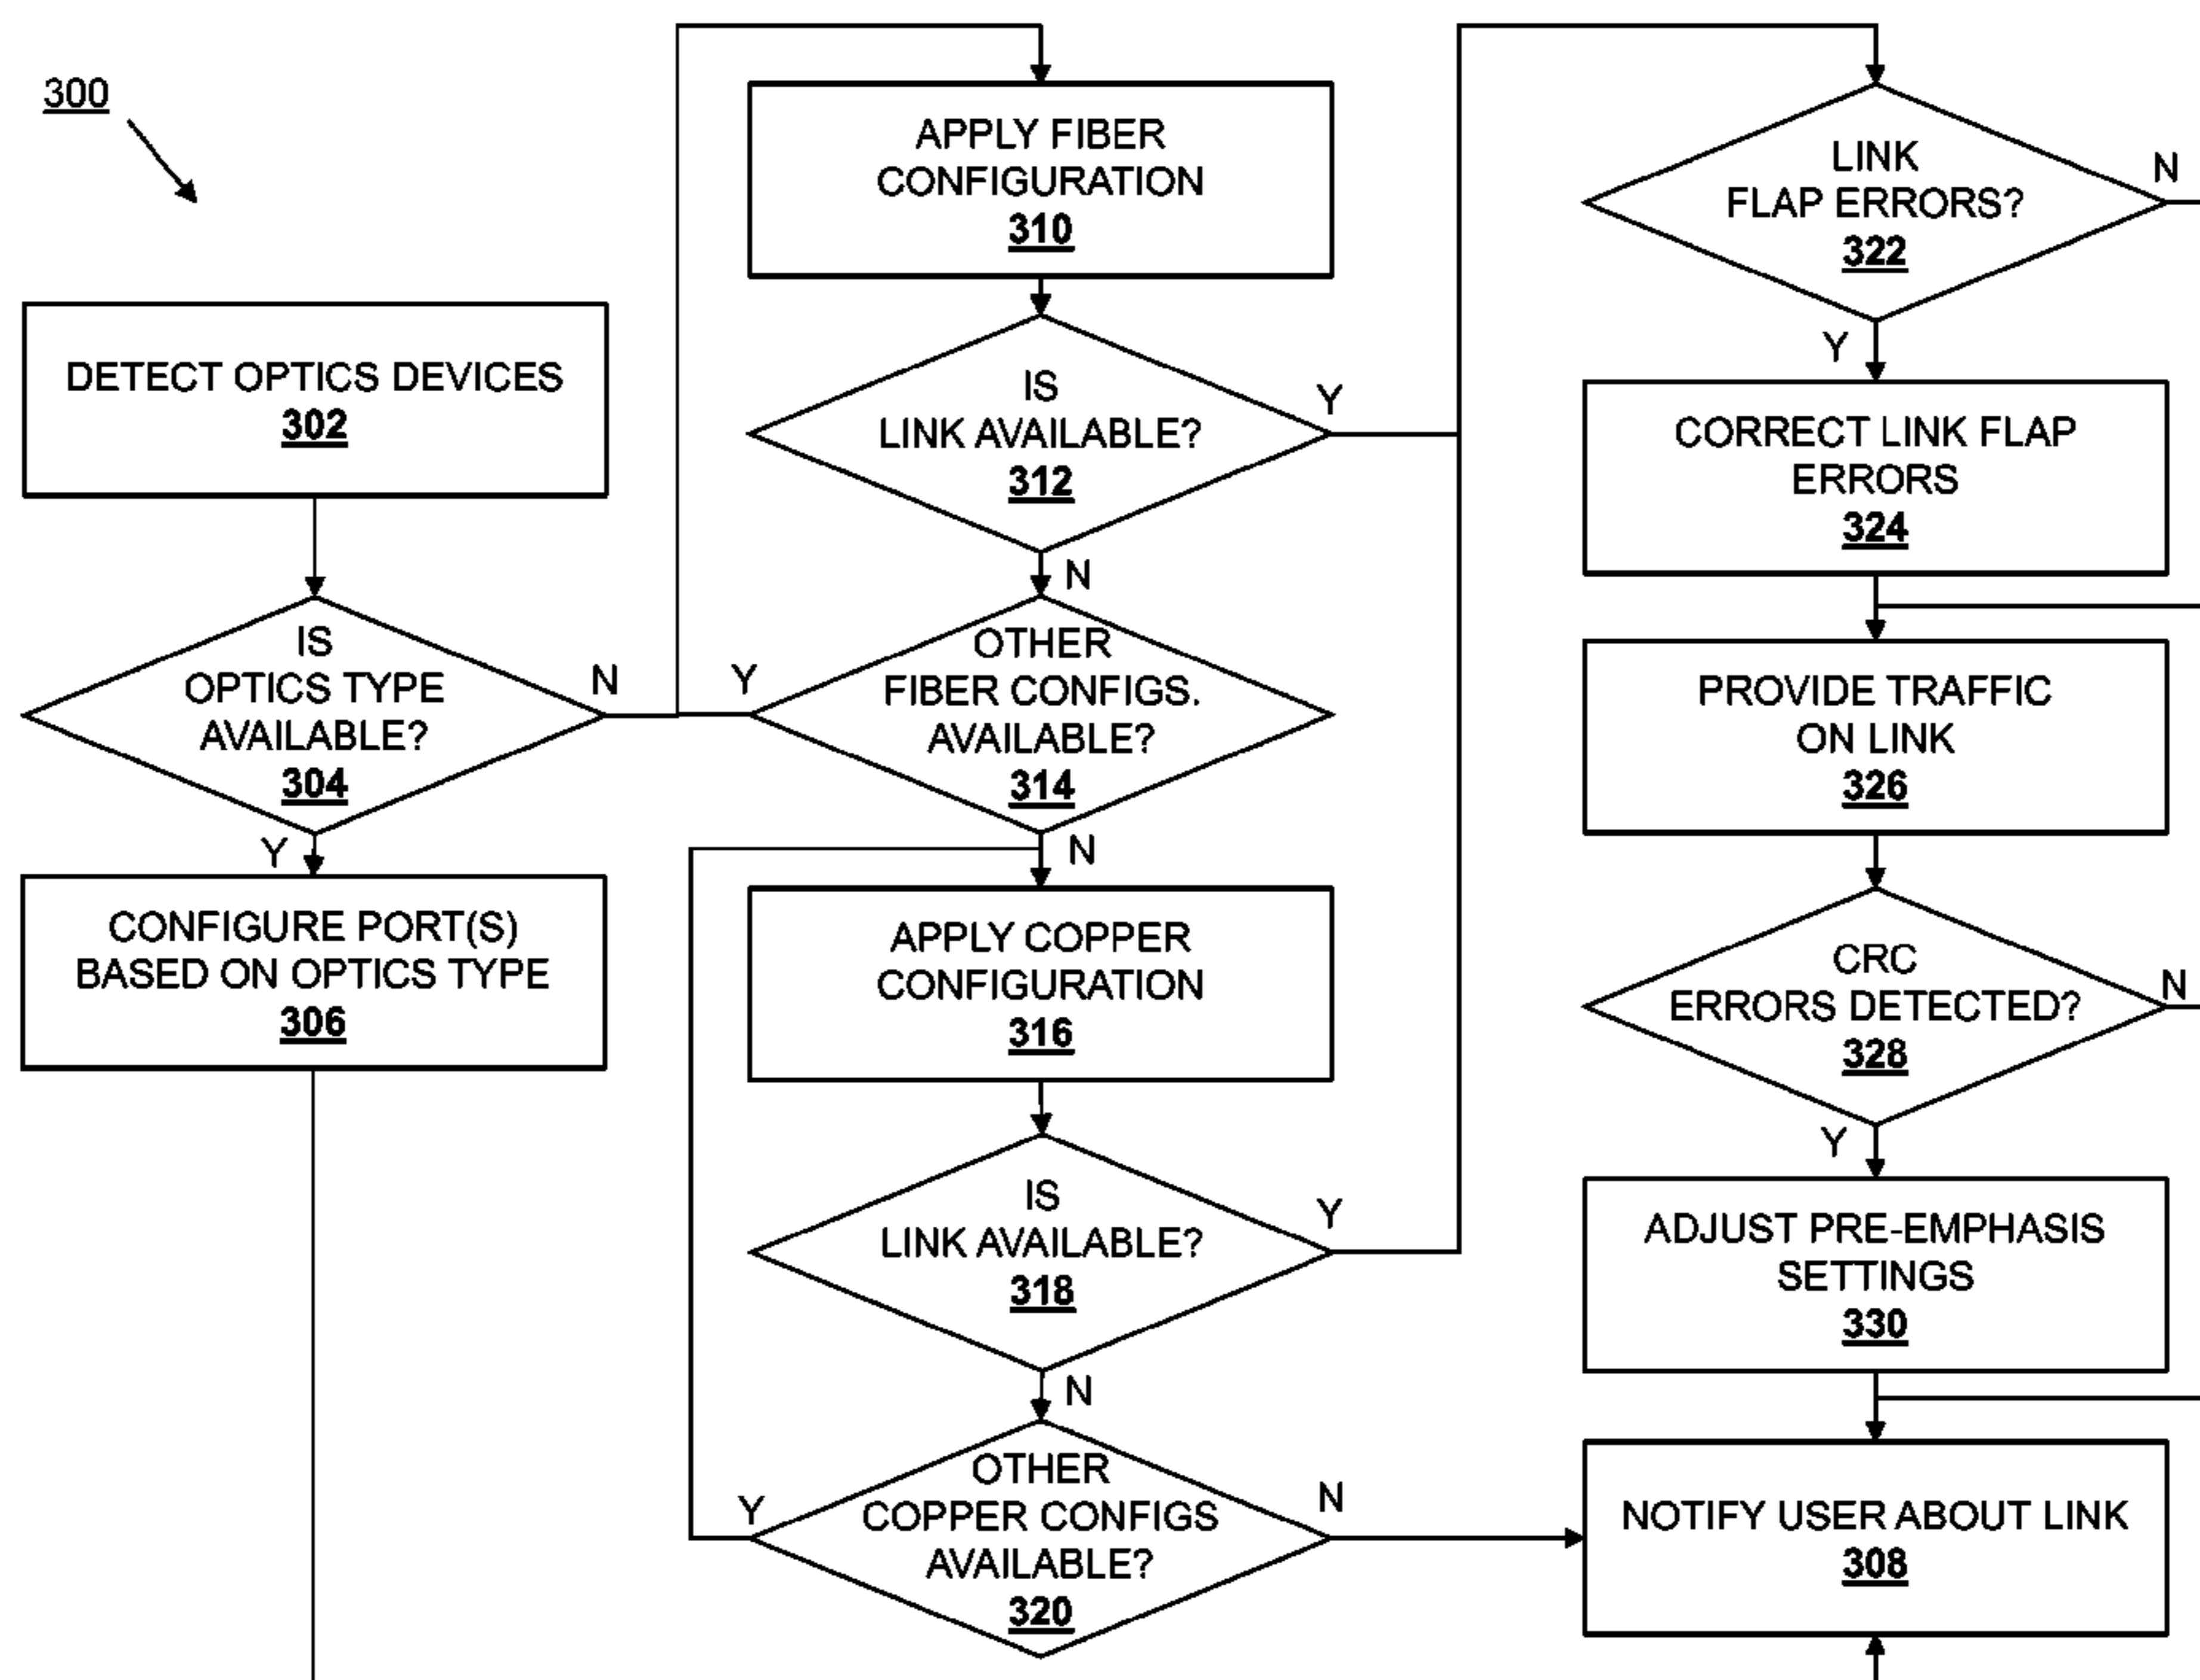 300
DETECT OPTICS DEVICES
302
IS
OPTICS TYPE
AVAILABLE?
304
N
Y
CONFIGURE PORT(S)
BASED ON OPTICS TYPE
306
APPLY FIBER
CONFIGURATION
310
IS
LINK AVAILABLE?
312
Y
N
OTHER
FIBER CONFIGS.
AVAILABLE?
314
Y
N
APPLY COPPER
CONFIGURATION
316
IS
LINK AVAILABLE?
318
Y
N
OTHER
COPPER CONFIGS
AVAILABLE?
320
Y
N
LINK
FLAP ERRORS?
322
N
Y
CORRECT LINK FLAP
ERRORS
324
PROVIDE TRAFFIC
ON LINK
326
CRC
ERRORS DETECTED?
328
N
Y
ADJUST PRE-EMPHASIS
SETTINGS
330
NOTIFY USER ABOUT LINK
308